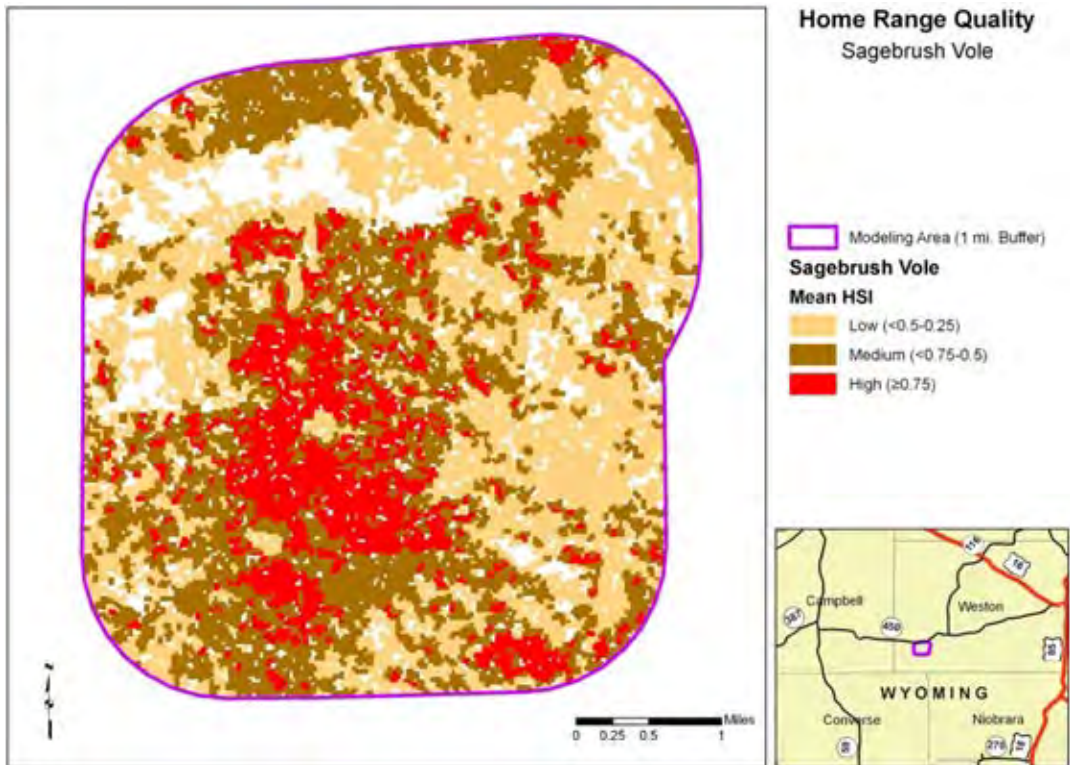 Home Range Quality
Sagebrush Vole
Modeling Area (1 mi. Buffer)
Sagebrush Vole
Mean HSI
Low (<0.5-0.25)
Medium (<0.75-0.5)
High (≥0.75)
Miles
0 0.25 0.5 1
116
16
Campbell
Weston
387
450
85
WYOMING
Converse
Niobrara
59
270
18